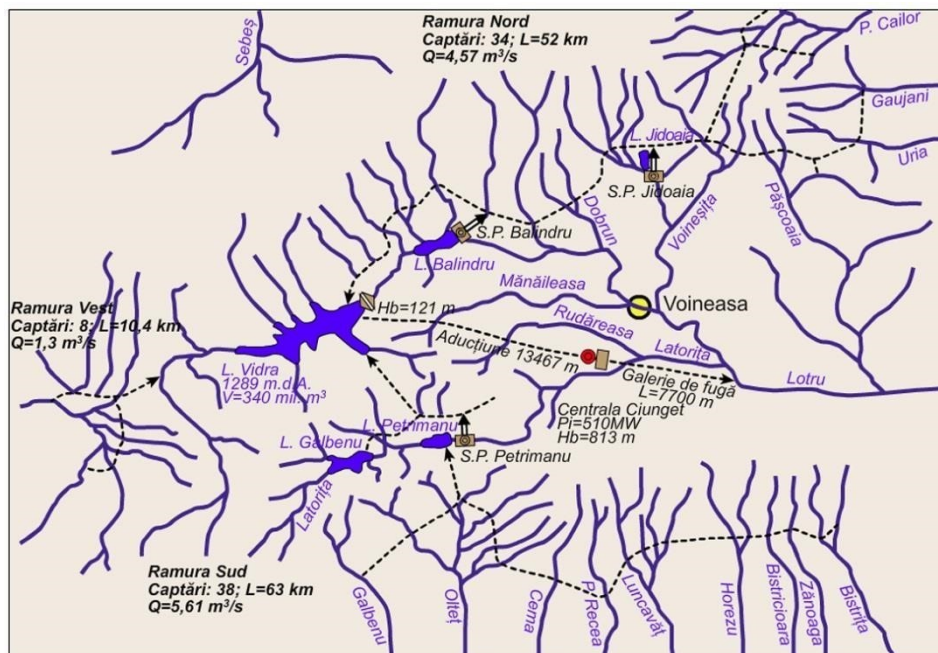 Ramura Nord
Captări: 34; L=52 km
Q=4,57 m³/s
P. Cailor
Sebeș
Gaujani
L. Jidoaia
Uria
S.P. Jidoaia
Dobrun
Voineșița
Pășcoaia
S.P. Balindru
L. Balindru
Mănăileasa
Hb=121 m
Voineasa
Ramura Vest
Captări: 8; L=10,4 km
Q=1,3 m³/s
Rudăreasa
Aducțiune 13467 m
Latorița
L. Vidra
1289 m.d.A.
V=340 mil. m³
Galerie de fugă
L=7700 m
Lotru
Centrala Ciunget
Pi=510MW
Hb=813 m
L. Petrimanu
L. Galbenu
S.P. Petrimanu
Latorița
Ramura Sud
Captări: 38; L=63 km
Q=5,61 m³/s
Galbenu
Olteț
Cerna
P. Recea
Luncavăț
Horezu
Bistricioara
Zănoaga
Bistrița